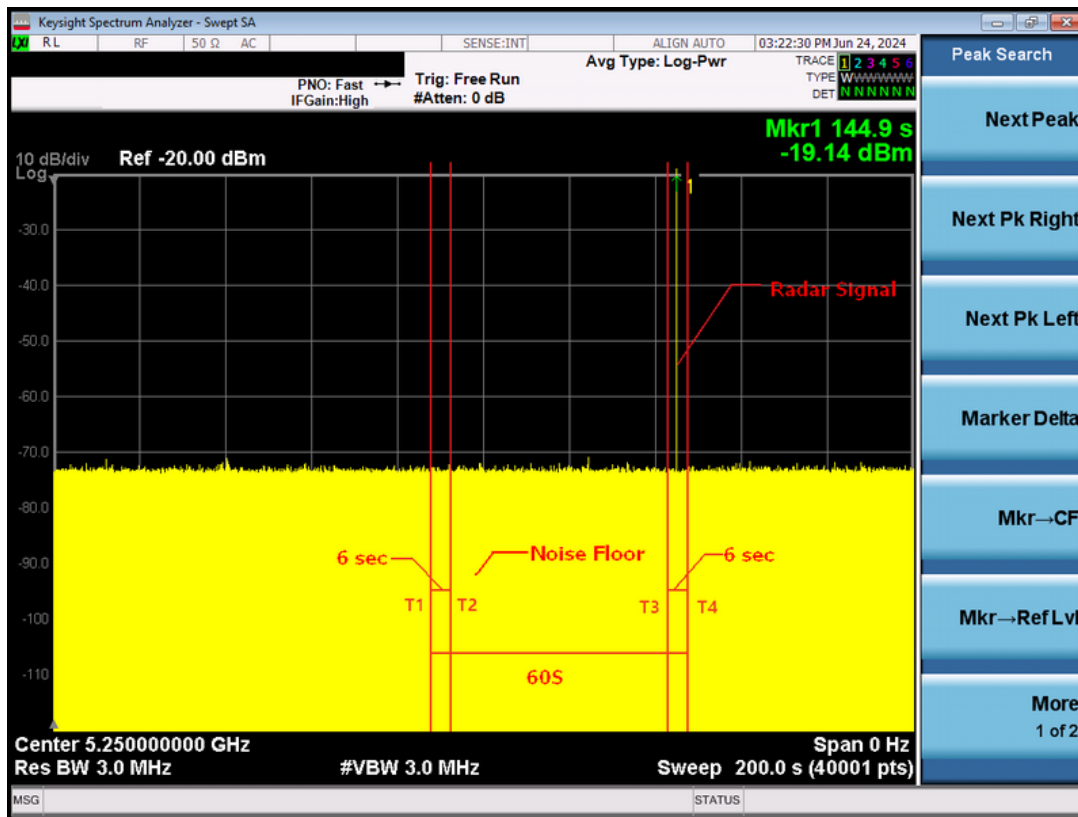 Keysight Spectrum Analyzer - Swept SA
LXI RL RF 50 Ω AC SENSE:INT ALIGN AUTO 03:22:30 PM Jun 24, 2024
Avg Type: Log-Pwr
TRACE 1 2 3 4 5 6
TYPE WWWWWW
DET N N N N N N
PNO: Fast
IFGain:High
Trig: Free Run
#Atten: 0 dB
Peak Search
Next Peak
Next Pk Right
Next Pk Left
Marker Delta
Mkr→CF
Mkr→Ref Lvl
More
1 of 2
Mkr1 144.9 s
-19.14 dBm
10 dB/div Ref -20.00 dBm
Log
1
-30.0
-40.0
-50.0
-60.0
-70.0
-80.0
-90.0
-100
-110
Radar Signal
6 sec
Noise Floor
6 sec
T1 T2 T3 T4
60S
Center 5.250000000 GHz Span 0 Hz
Res BW 3.0 MHz #VBW 3.0 MHz Sweep 200.0 s (40001 pts)
MSG STATUS